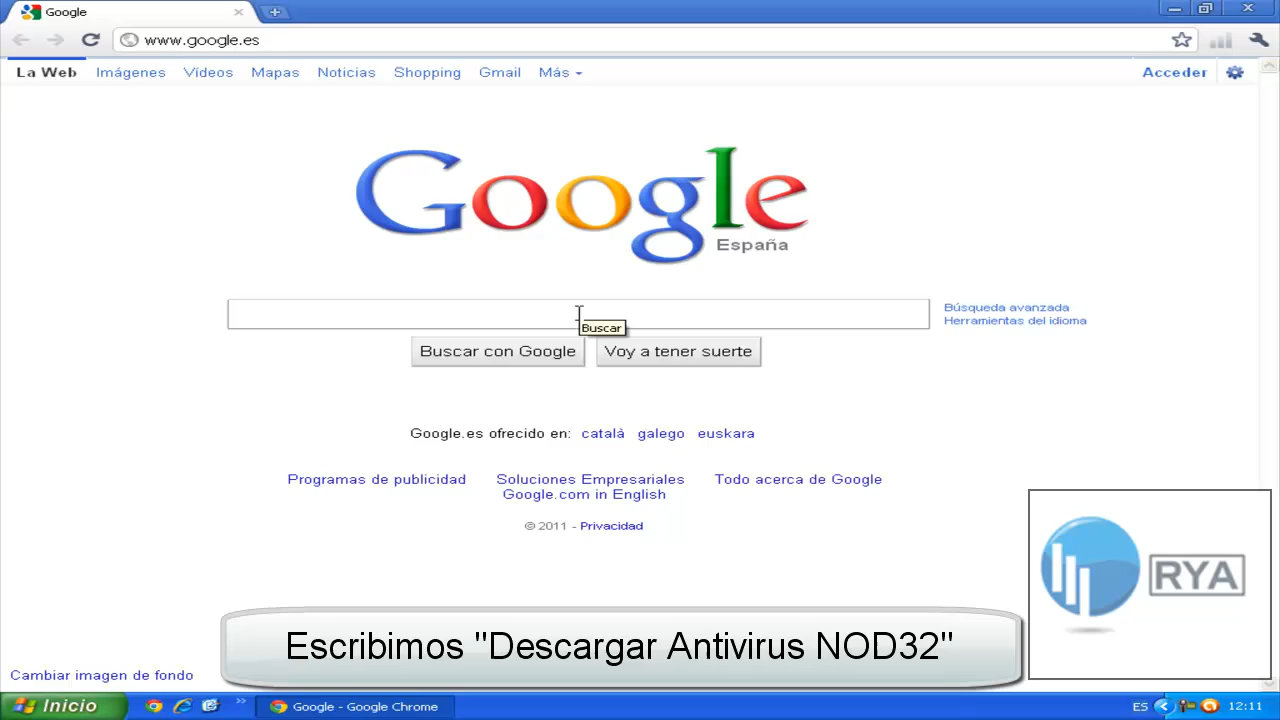 Google
www.google.es
La Web Imágenes Vídeos Mapas Noticias Shopping Gmail Más Acceder
Google
España
Buscar
Búsqueda avanzada
Herramientas del idioma
Buscar con Google Voy a tener suerte
Google.es ofrecido en: català galego euskara
Programas de publicidad Soluciones Empresariales Todo acerca de Google
Google.com in English
© 2011 - Privacidad
RYA
Escribimos "Descargar Antivirus NOD32"
Cambiar imagen de fondo
Inicio Google - Google Chrome ES 12:11